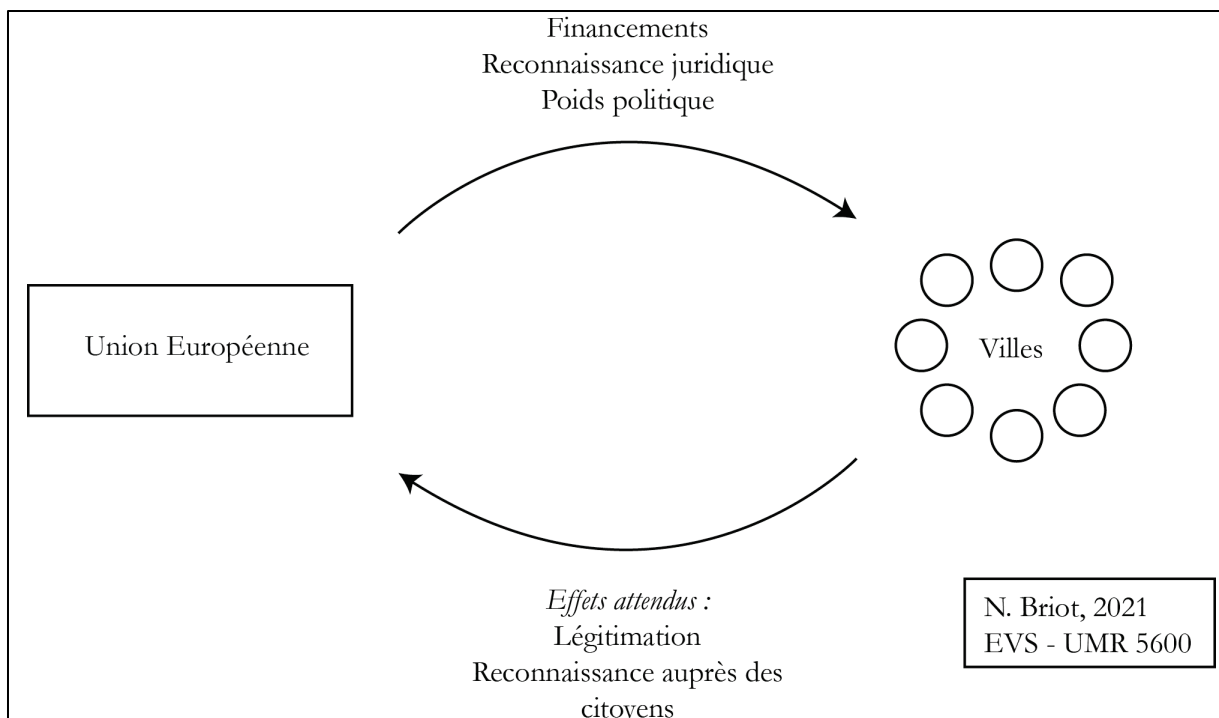 Financements
Reconnaissance juridique
Poids politique
Union Européenne
Villes
Effets attendus :
Légitimation
Reconnaissance auprès des
citoyens
N. Briot, 2021
EVS - UMR 5600